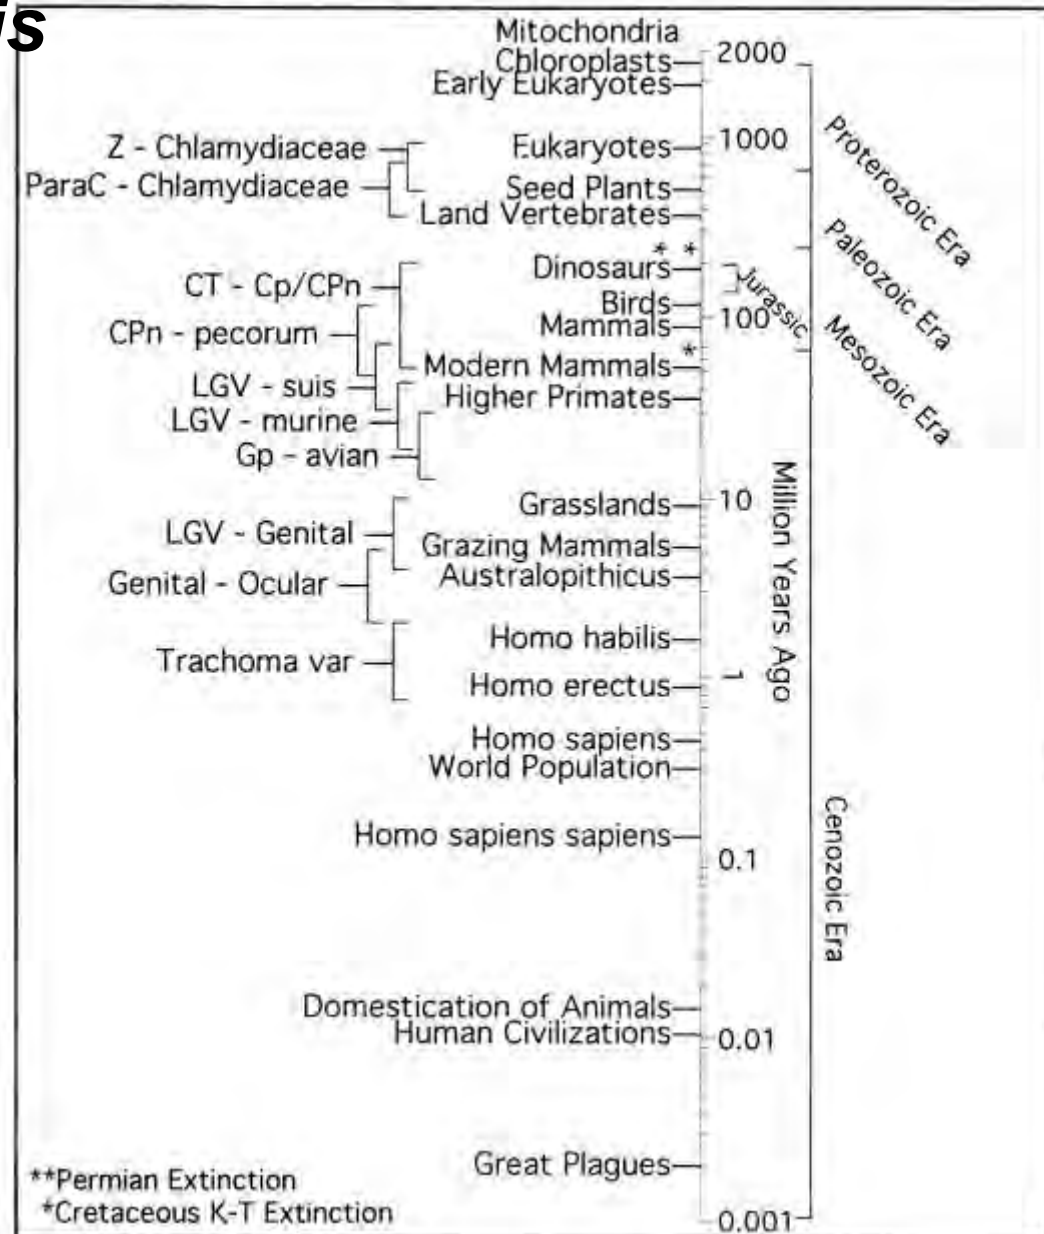 is
Mitochondria
Chloroplasts
2000
Early Eukaryotes
Z - Chlamydiaceae
Eukaryotes
1000
Proterozoic Era
ParaC - Chlamydiaceae
Seed Plants
Land Vertebrates
* *
Paleozoic Era
Dinosaurs
CT - Cp/CPn
Jurassic
Birds
100
CPn - pecorum
Mammals
Mesozoic Era
*
Modern Mammals
LGV - suis
Higher Primates
LGV - murine
Gp - avian
Million Years Ago
Grasslands
10
LGV - Genital
Grazing Mammals
Genital - Ocular
Australopithicus
Homo habilis
Trachoma var
1
Homo erectus
Homo sapiens
World Population
Cenozoic Era
Homo sapiens sapiens
0.1
Domestication of Animals
Human Civilizations
0.01
Great Plagues
**Permian Extinction
*Cretaceous K-T Extinction
0.001